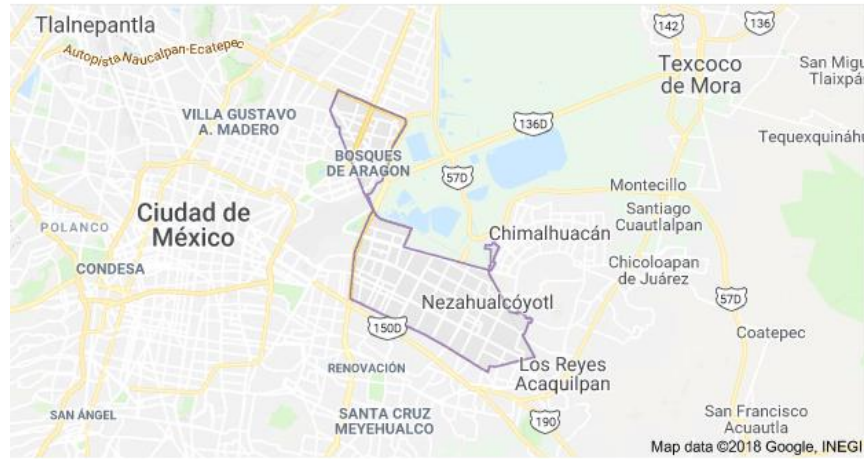 Tlalnepantla
Autopista Naucalpan-Ecatepec
142
136
San Migu
Tlaixpá
Texcoco
de Mora
VILLA GUSTAVO
A. MADERO
136D
Tequexquináhu
BOSQUES
DE ARAGON
57D
Montecillo
Ciudad de
México
Santiago
Cuautlalpan
POLANCO
Chimalhuacán
CONDESA
Chicoloapan
de Juárez
Nezahualcóyotl
57D
150D
Coatepec
RENOVACIÓN
Los Reyes
Acaquilpan
SAN ÁNGEL
SANTA CRUZ
MEYEHUALCO
190
San Francisco
Acuautla
Map data ©2018 Google, INEGI